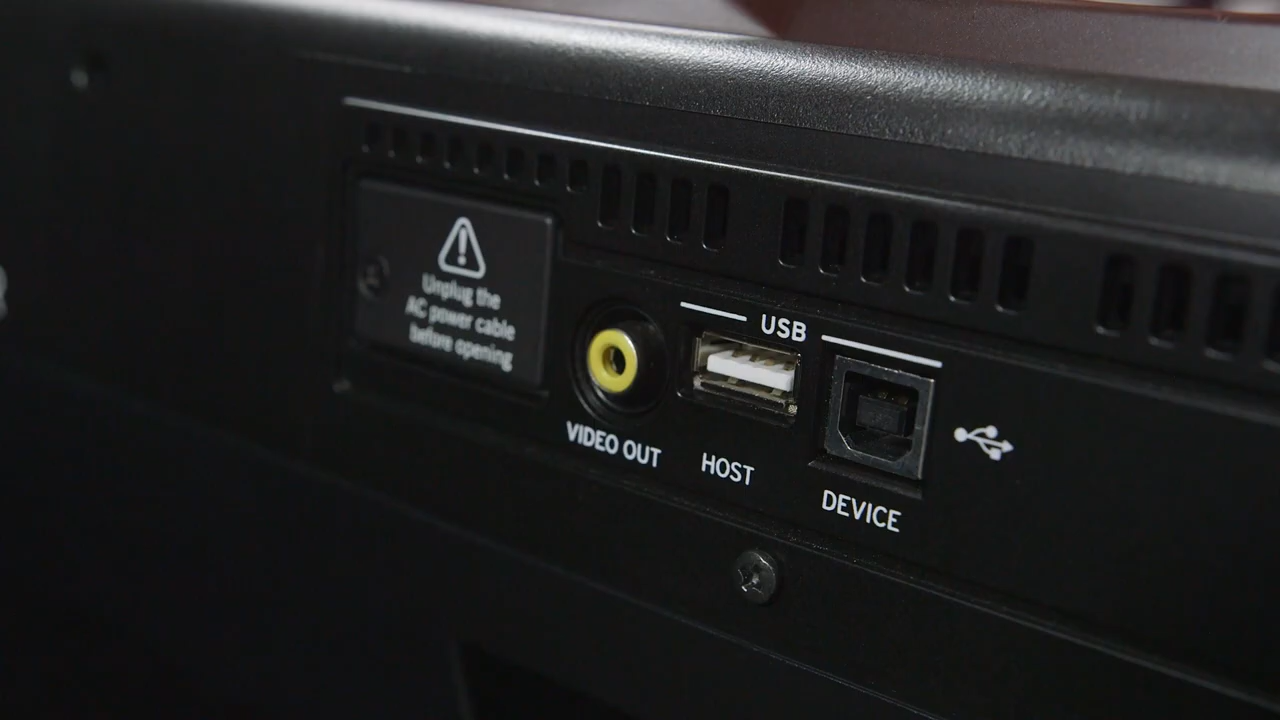 Unplug the
AC power cable
before opening
USB
VIDEO OUT
HOST
DEVICE